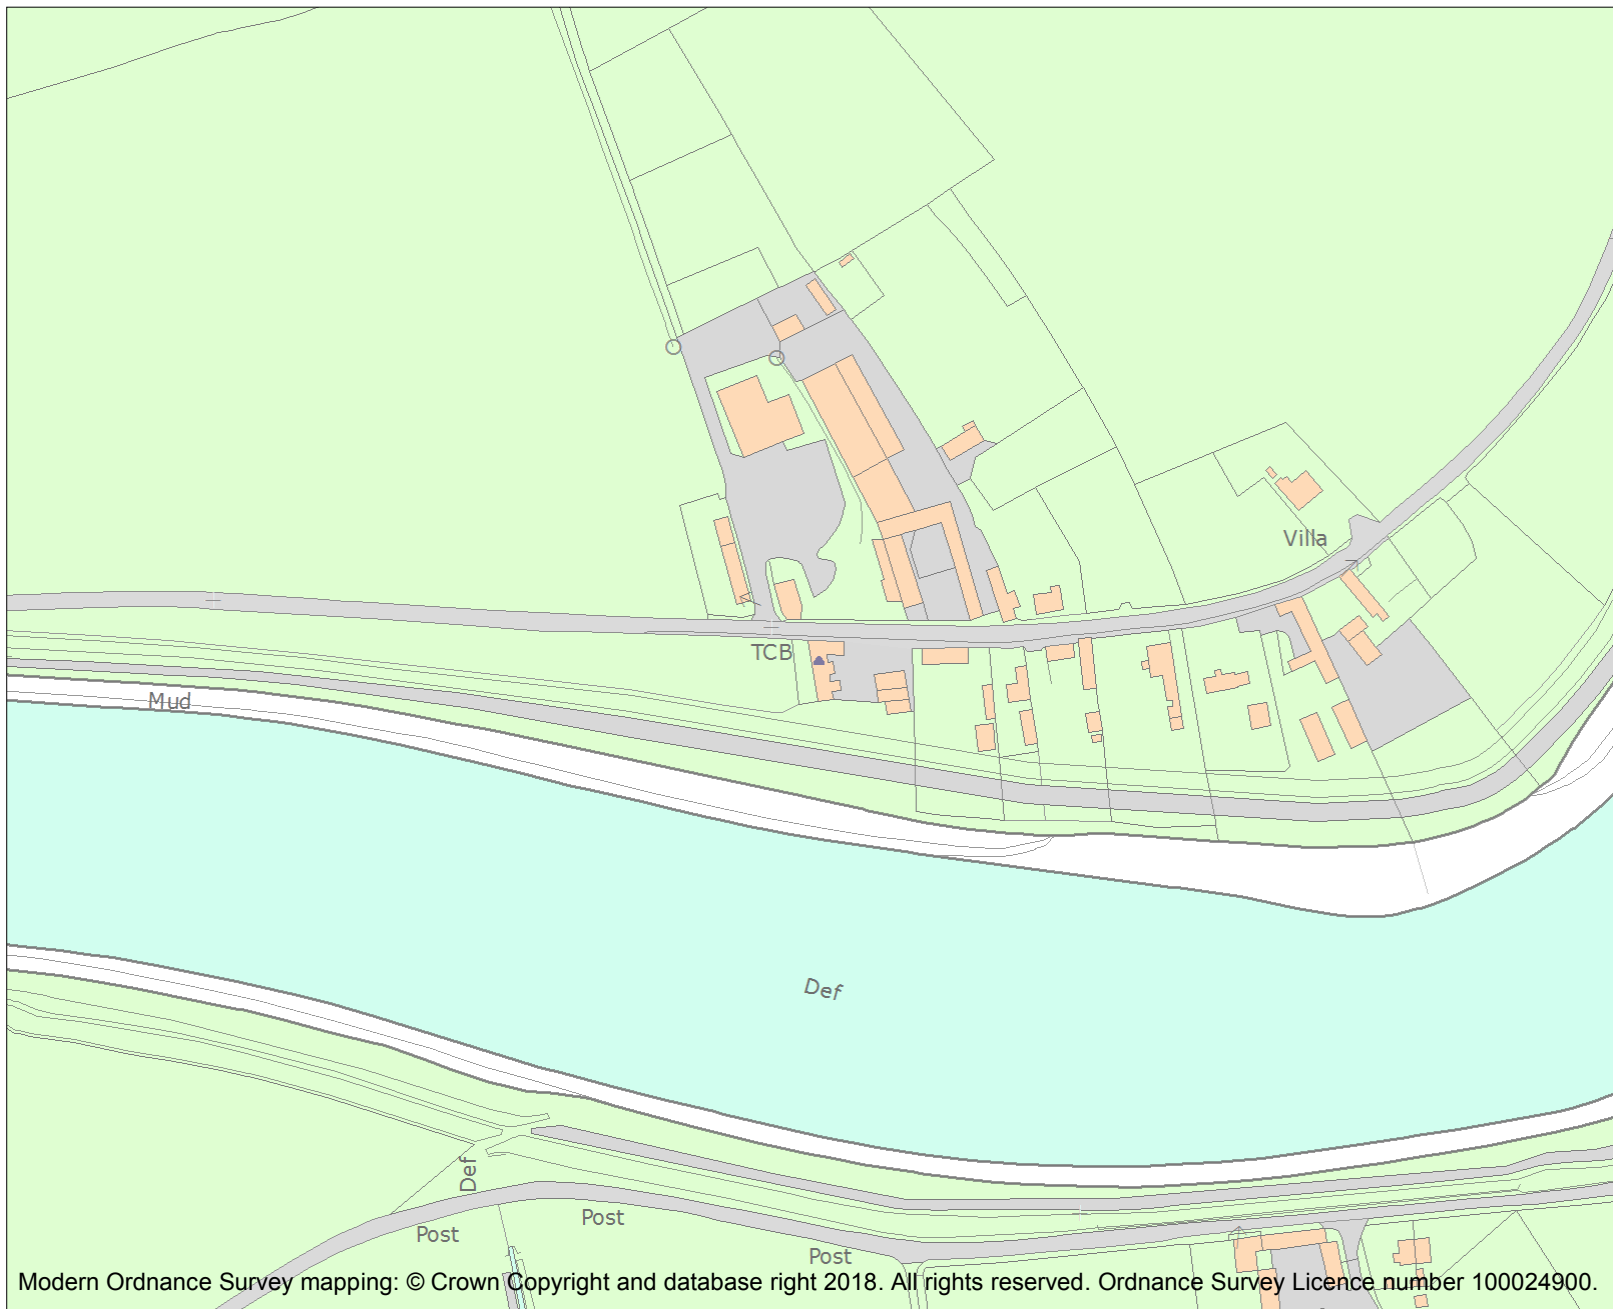 Villa
TCB
Mud
Def
Def
Post
Post
Post
Modern Ordnance Survey mapping: © Crown Copyright and database right 2018. All rights reserved. Ordnance Survey Licence number 100024900.